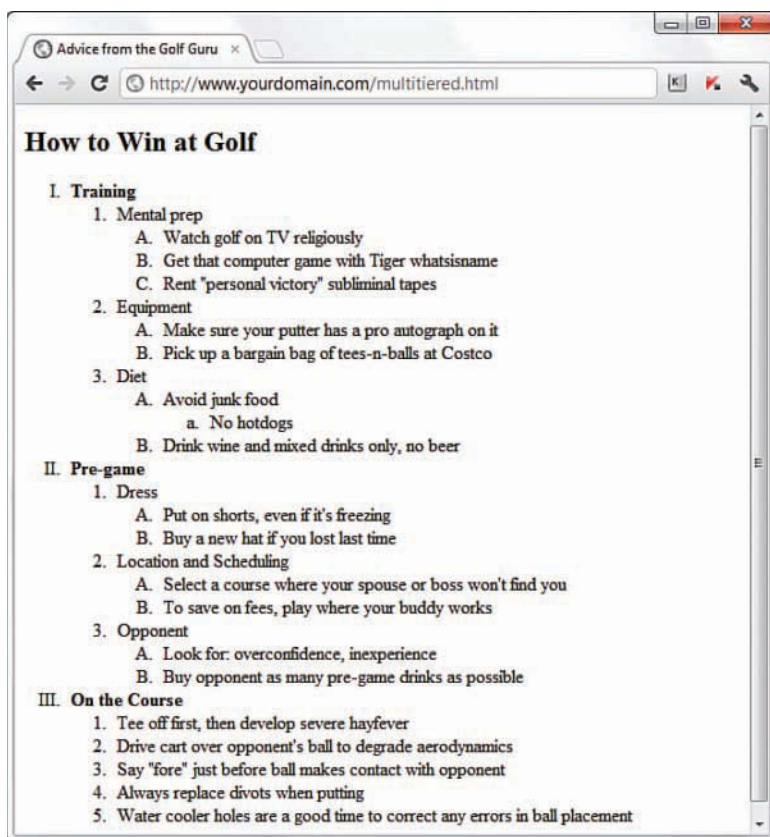 Advice from the Golf Guru
http://www.yourdomain.com/multitiered.html
How to Win at Golf
I. Training
1. Mental prep
A. Watch golf on TV religiously
B. Get that computer game with Tiger whatsisname
C. Rent "personal victory" subliminal tapes
2. Equipment
A. Make sure your putter has a pro autograph on it
B. Pick up a bargain bag of tees-n-balls at Costco
3. Diet
A. Avoid junk food
a. No hotdogs
B. Drink wine and mixed drinks only, no beer
II. Pre-game
1. Dress
A. Put on shorts, even if it's freezing
B. Buy a new hat if you lost last time
2. Location and Scheduling
A. Select a course where your spouse or boss won't find you
B. To save on fees, play where your buddy works
3. Opponent
A. Look for: overconfidence, inexperience
B. Buy opponent as many pre-game drinks as possible
III. On the Course
1. Tee off first, then develop severe hayfever
2. Drive cart over opponent's ball to degrade aerodynamics
3. Say "fore" just before ball makes contact with opponent
4. Always replace divots when putting
5. Water cooler holes are a good time to correct any errors in ball placement